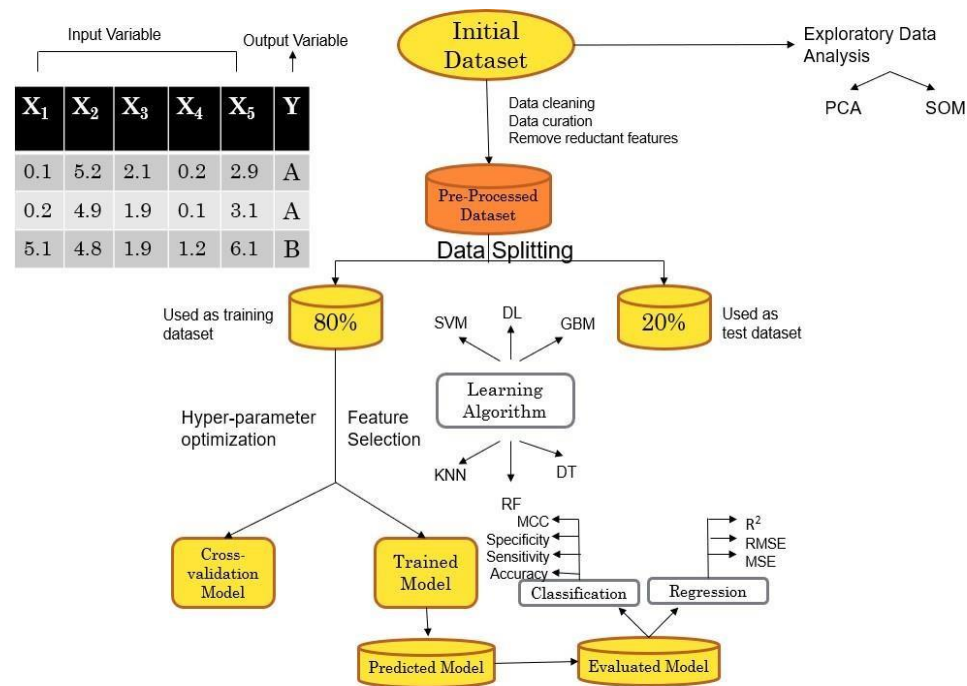 Input Variable
Output Variable
X₁ X₂ X₃ X₄ X₅ Y
0.1 5.2 2.1 0.2 2.9 A
0.2 4.9 1.9 0.1 3.1 A
5.1 4.8 1.9 1.2 6.1 B
Initial
Dataset
Exploratory Data
Analysis
PCA
SOM
Data cleaning
Data curation
Remove reductant features
Pre-Processed
Dataset
Data Splitting
Used as training
dataset
80%
20%
Used as
test dataset
SVM
DL
GBM
Learning
Algorithm
KNN
RF
DT
Hyper-parameter
optimization
Feature
Selection
Cross-
validation
Model
Trained
Model
MCC
Specificity
Sensitivity
Accuracy
Classification
R²
RMSE
MSE
Regression
Predicted Model
Evaluated Model